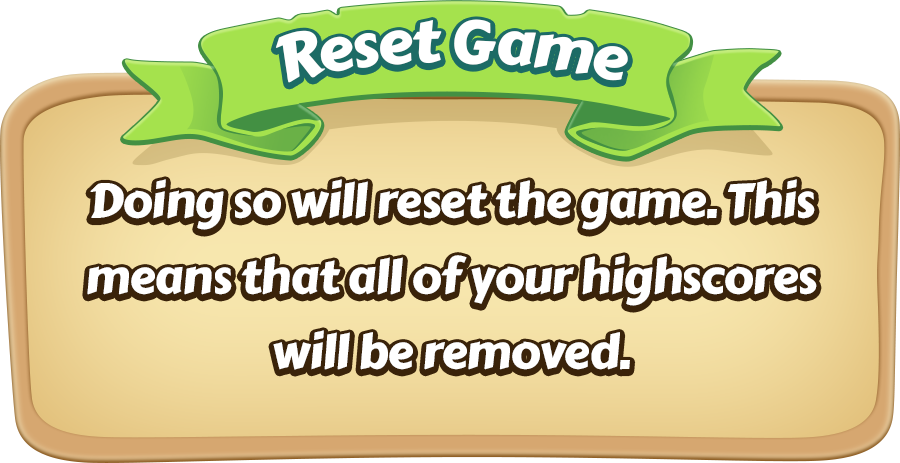 Reset Game
Doing so will reset the game. This
means that all of your highscores
will be removed.